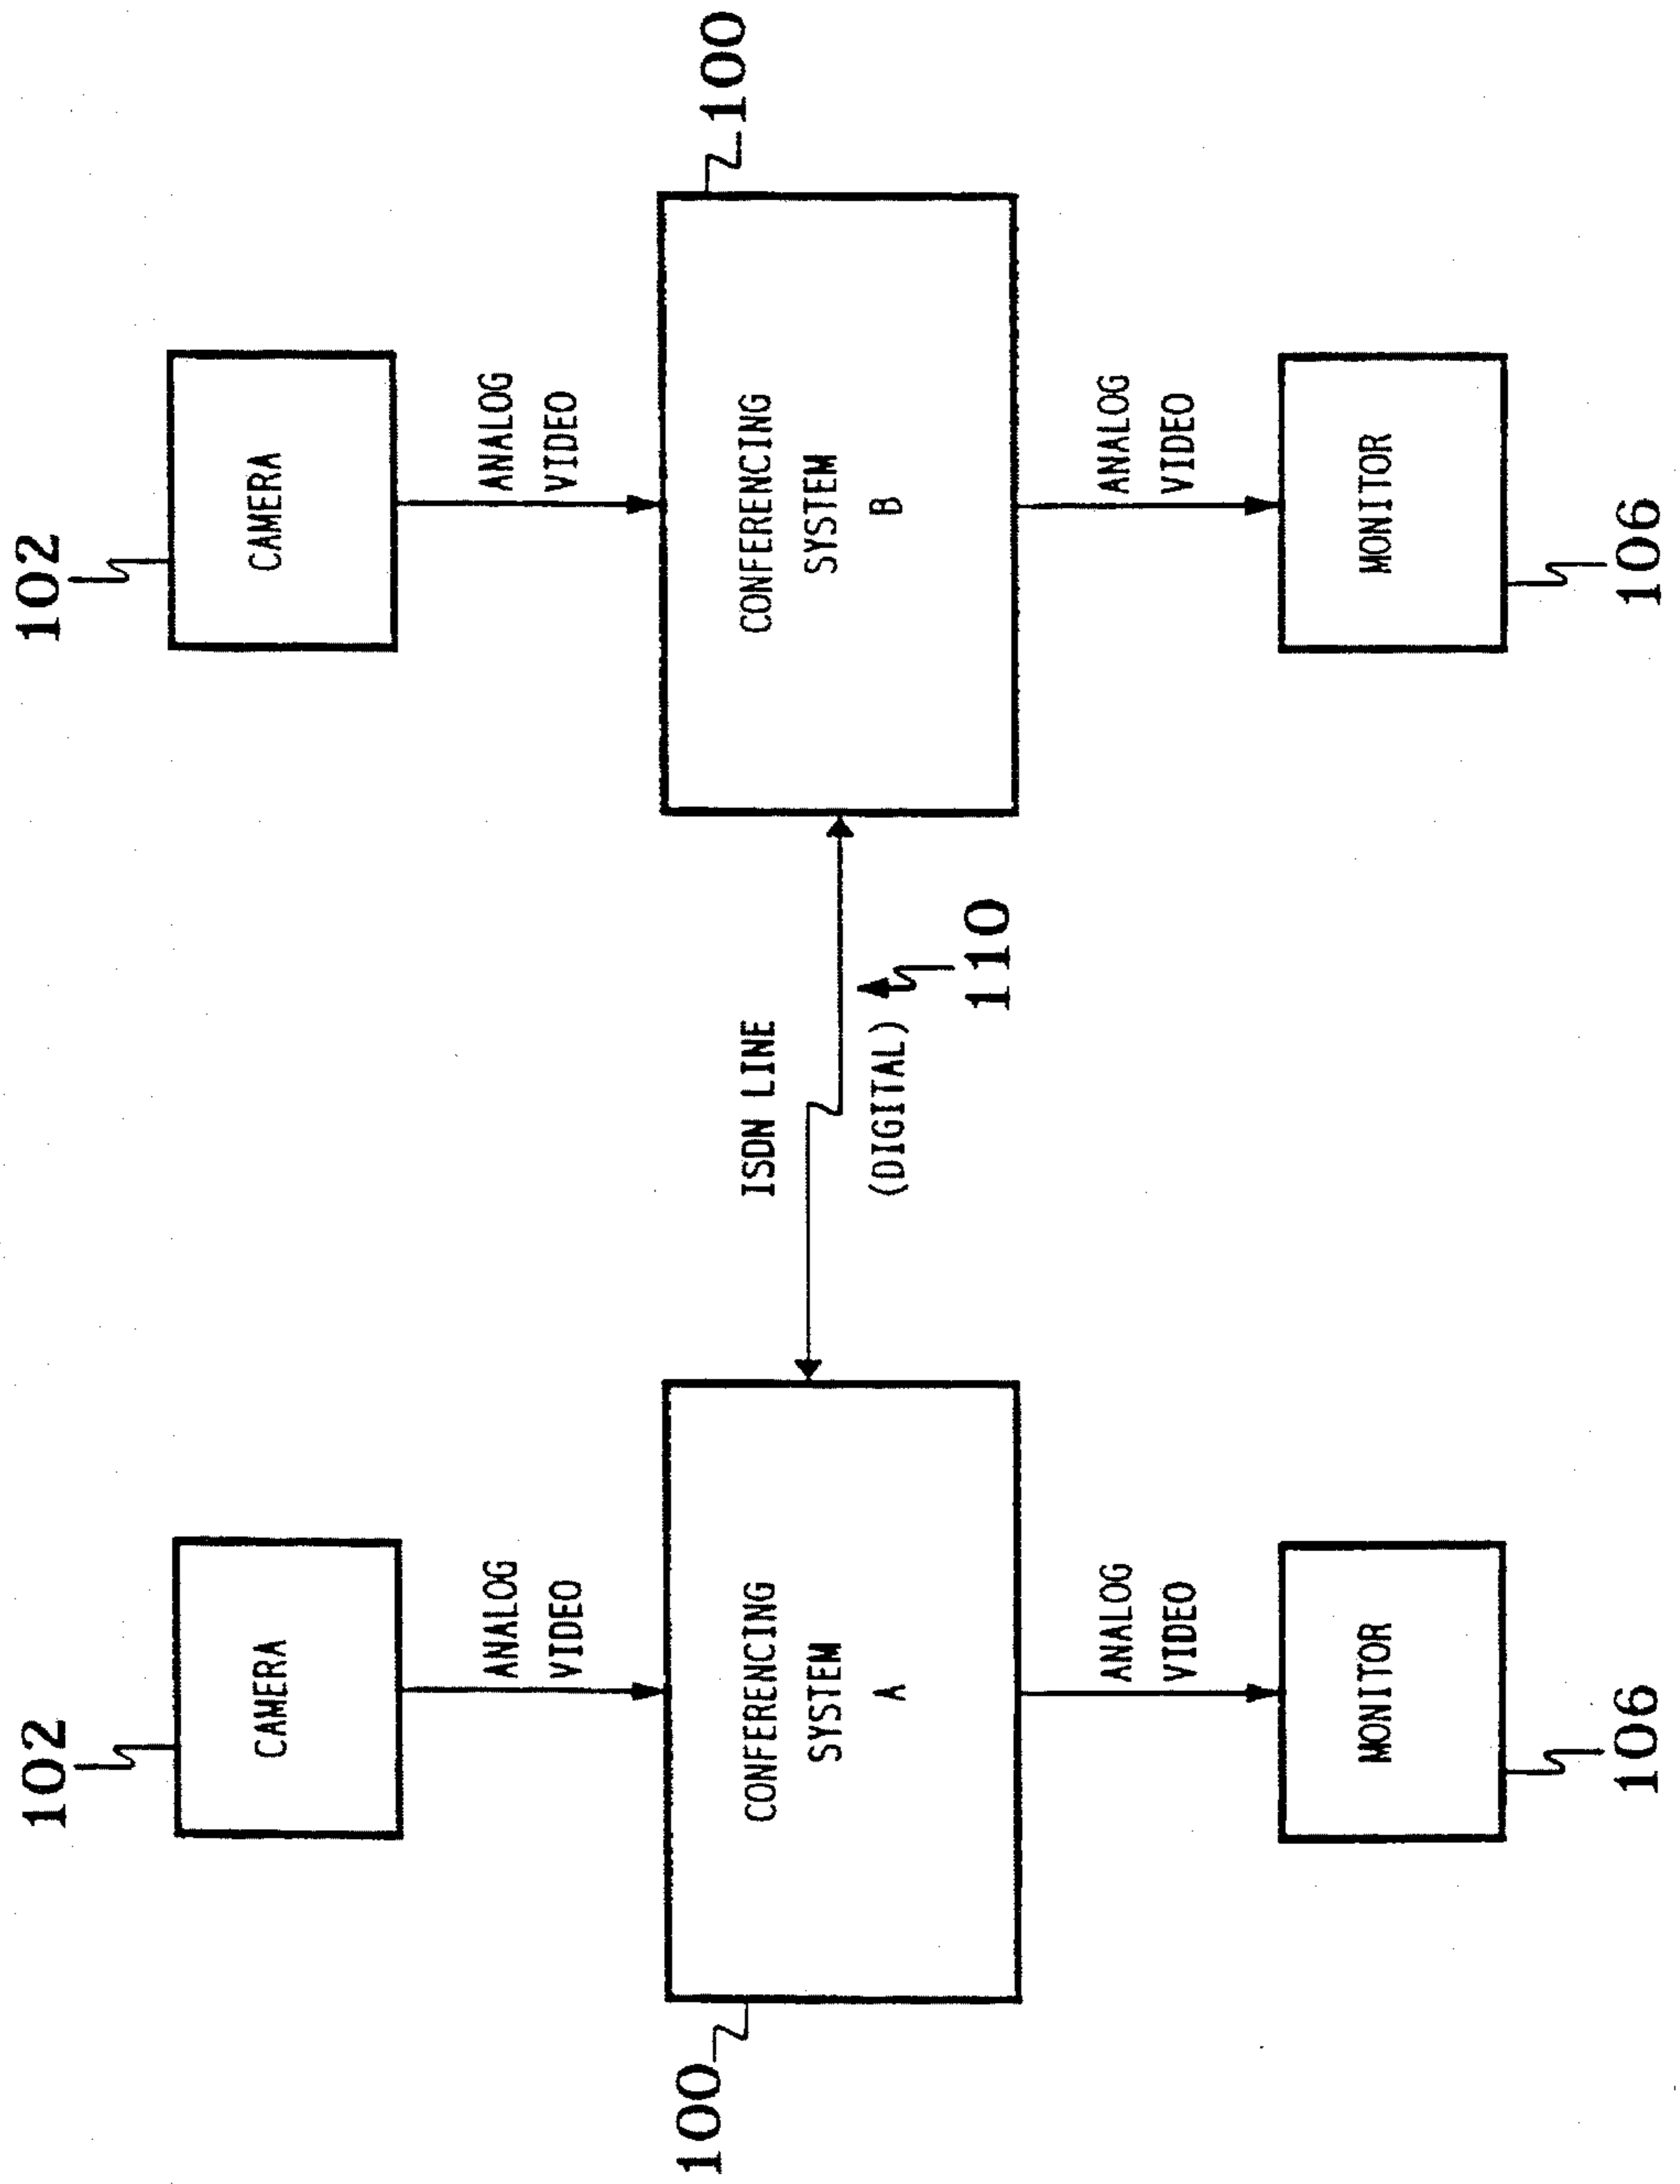 102
CAMERA
ANALOG
VIDEO
100
CONFERENCING
SYSTEM
A
ANALOG
VIDEO
MONITOR
106
ISDN LINE
(DIGITAL)
110
102
CAMERA
ANALOG
VIDEO
100
CONFERENCING
SYSTEM
B
ANALOG
VIDEO
MONITOR
106